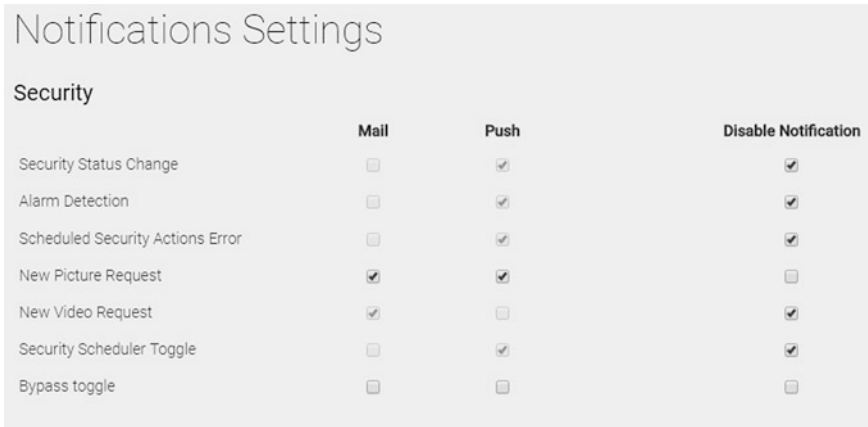 Notifications Settings
Security
Mail Push Disable Notification
Security Status Change
Alarm Detection
Scheduled Security Actions Error
New Picture Request
New Video Request
Security Scheduler Toggle
Bypass toggle